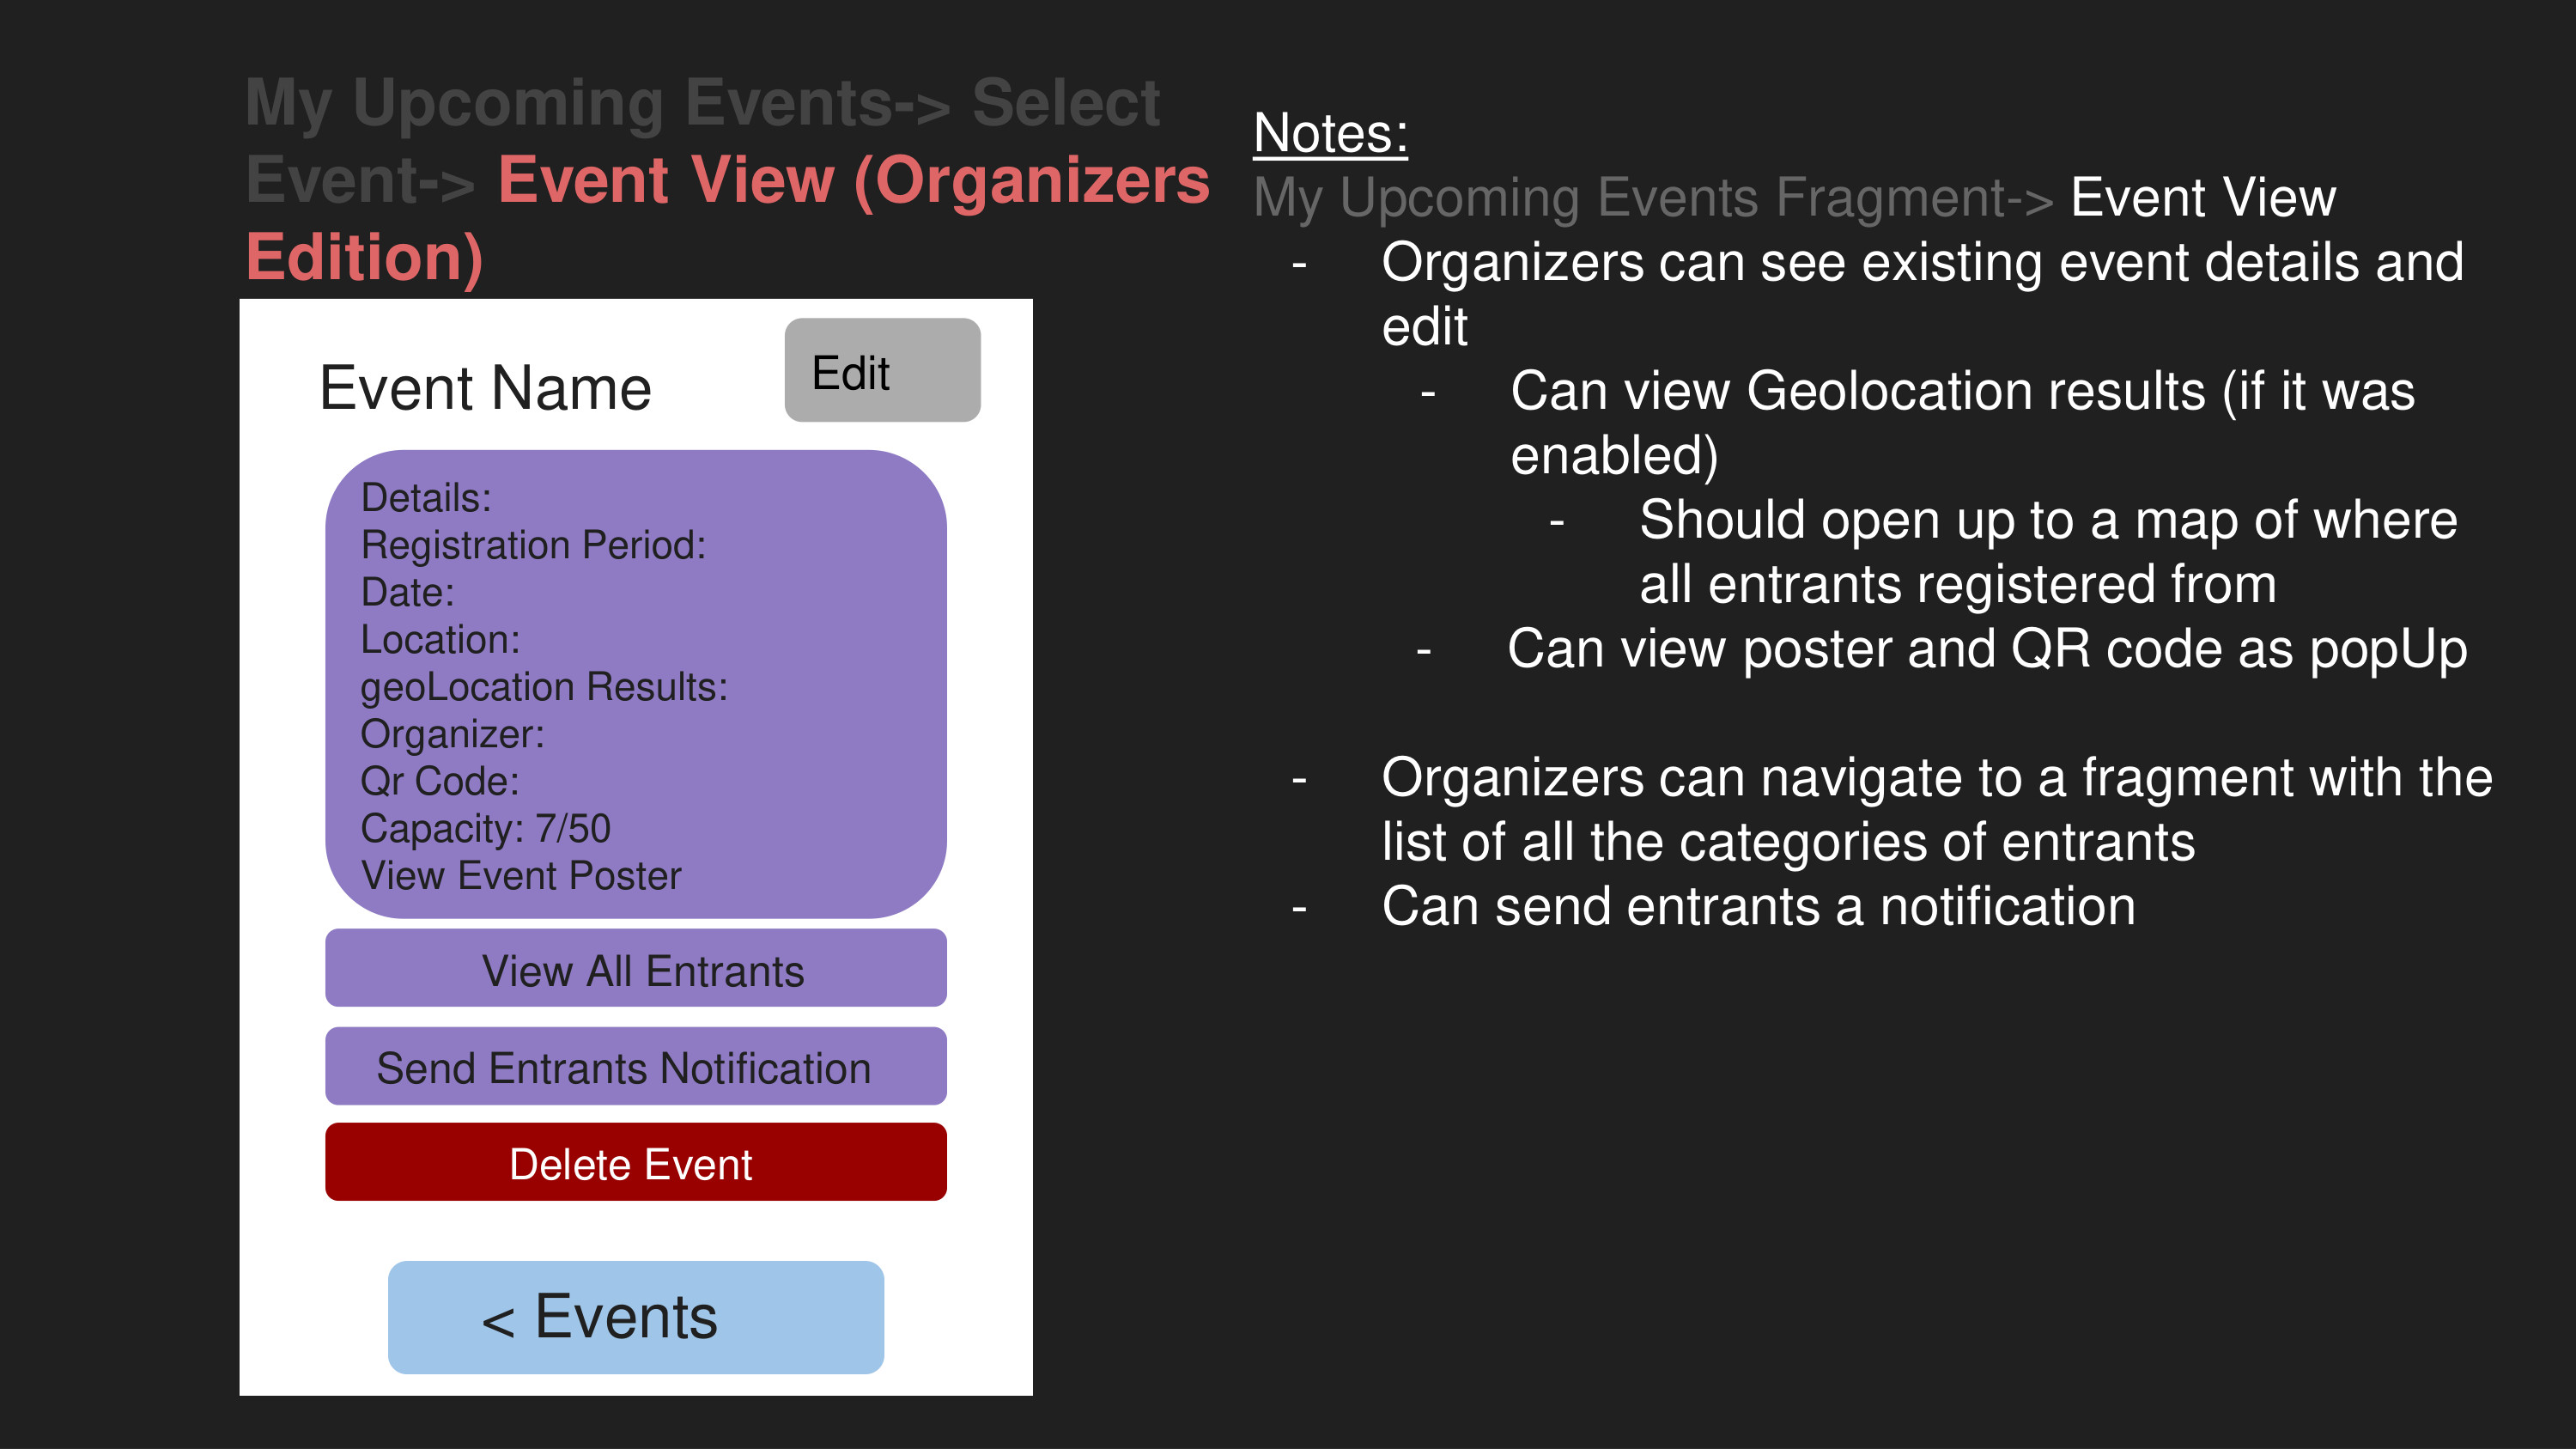 My Upcoming Events-> Select
Event-> Event View (Organizers
Edition)
Event Name
Edit
Details:
Registration Period:
Date:
Location:
geoLocation Results:
Organizer:
Qr Code:
Capacity: 7/50
View Event Poster
View All Entrants
Send Entrants Notification
Delete Event
< Events
Notes:
My Upcoming Events Fragment-> Event View
- Organizers can see existing event details and
edit
- Can view Geolocation results (if it was
enabled)
- Should open up to a map of where
all entrants registered from
- Can view poster and QR code as popUp
- Organizers can navigate to a fragment with the
list of all the categories of entrants
- Can send entrants a notification